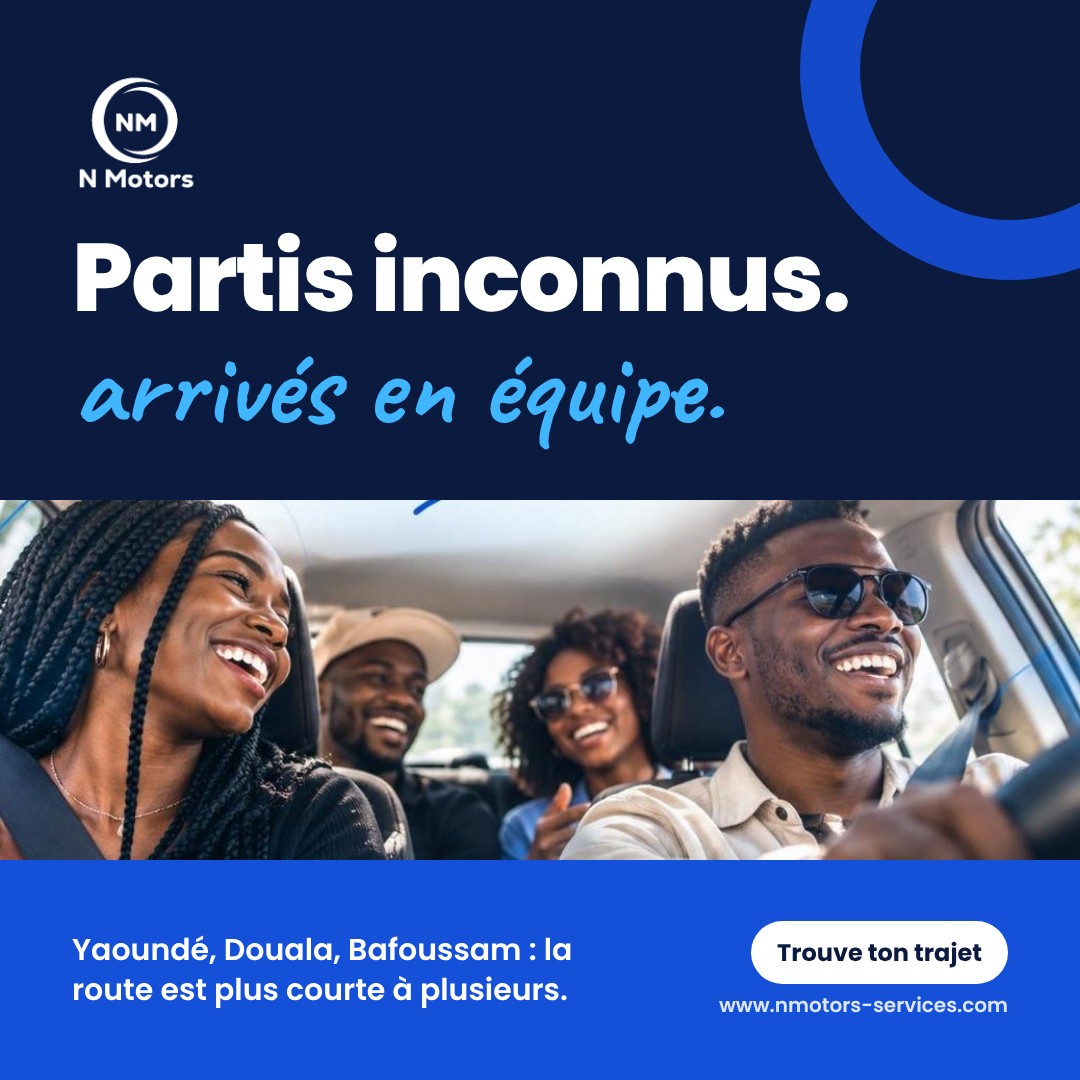 NM
N Motors
Partis inconnus.
arrivés en équipe.
Yaoundé, Douala, Bafoussam : la
route est plus courte à plusieurs.
Trouve ton trajet
www.nmotors-services.com